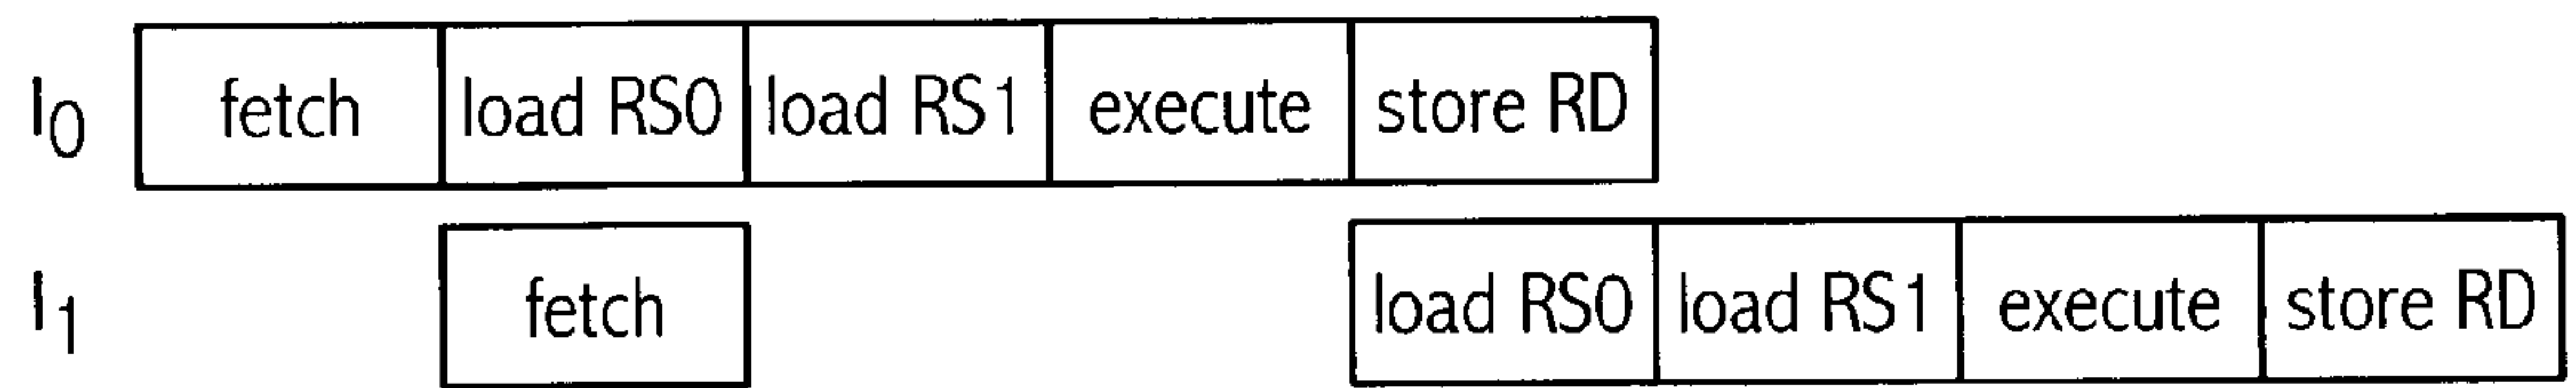 I0 fetch load RS0 load RS1 execute store RD
I1 fetch load RS0 load RS1 execute store RD